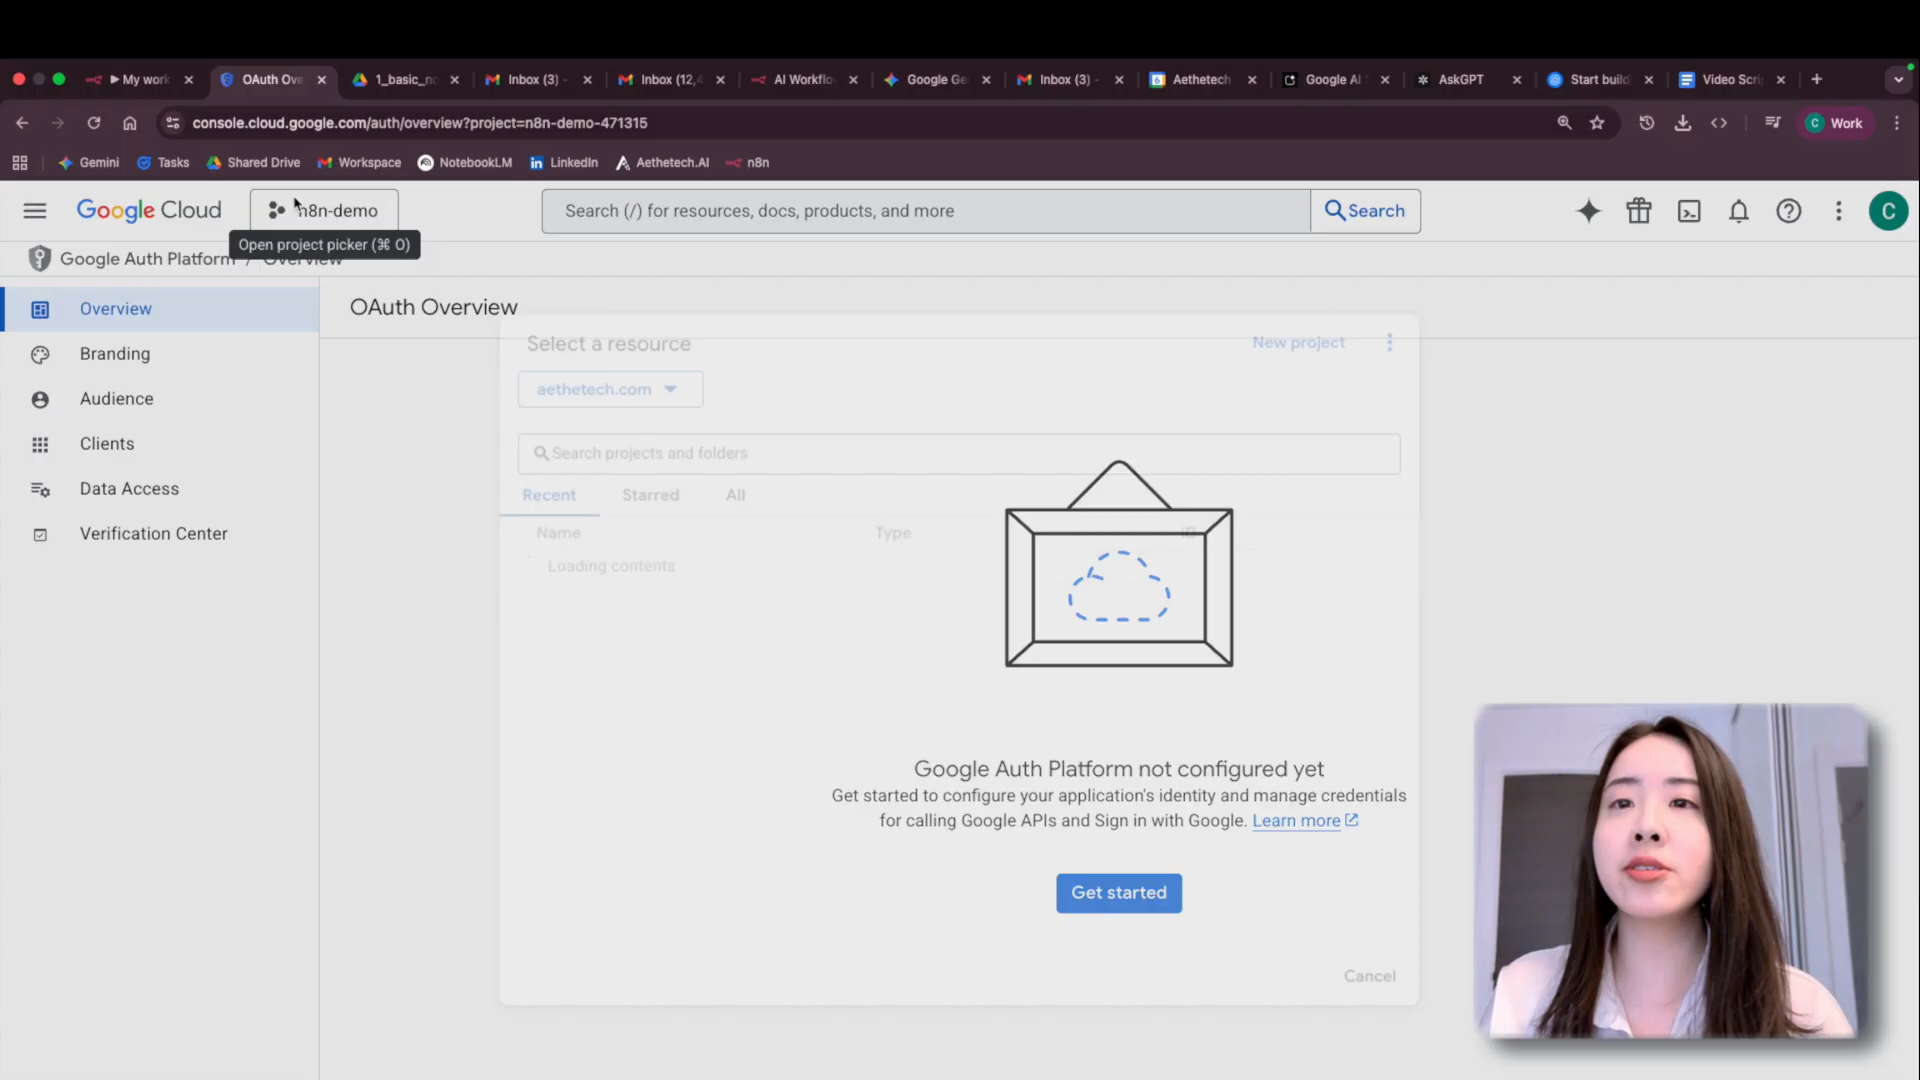 My work
OAuth Ove
1_basic_n
Inbox (3) -
Inbox (12,4
AI Workflo
Google Ge
Inbox (3) -
Aethetech
Google AI S
AskGPT
Start build
Video Scri
console.cloud.google.com/auth/overview?project=n8n-demo-471315
C Work
Gemini
Tasks
Shared Drive
Workspace
NotebookLM
LinkedIn
Aethetech.AI
n8n
Google Cloud
n8n-demo
Search (/) for resources, docs, products, and more
Search
C
Open project picker (⌘ O)
Google Auth Platform / Overview
Overview
Branding
Audience
Clients
Data Access
Verification Center
OAuth Overview
Select a resource
New project
aethetech.com
Search projects and folders
Recent
Starred
All
Name
Type
ID
Loading contents
Google Auth Platform not configured yet
Get started to configure your application's identity and manage credentials
for calling Google APIs and Sign in with Google. Learn more
Get started
Cancel